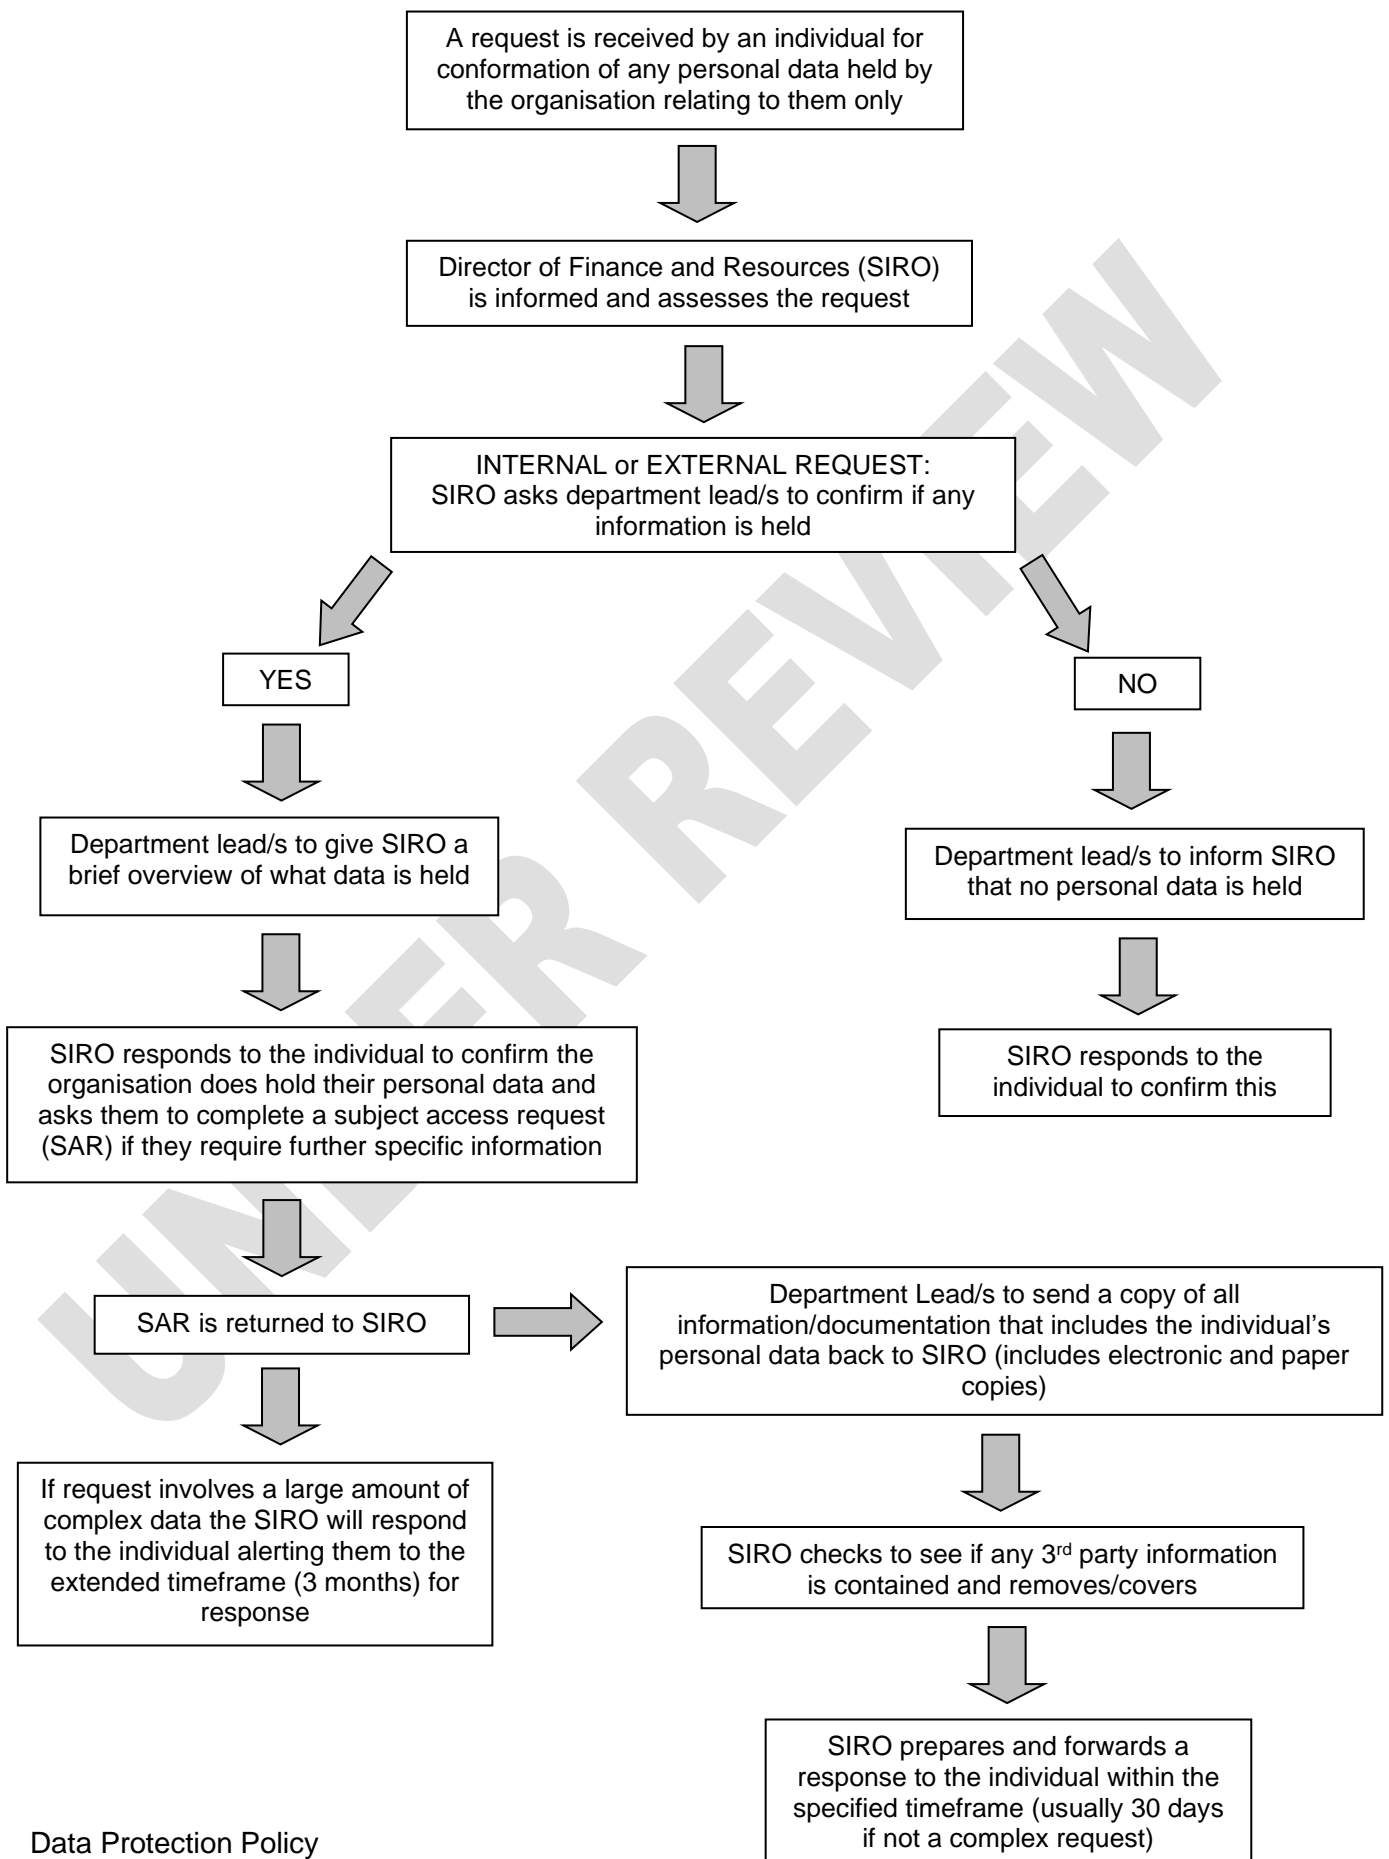 A request is received by an individual for
conformation of any personal data held by
the organisation relating to them only
Director of Finance and Resources (SIRO)
is informed and assesses the request
INTERNAL or EXTERNAL REQUEST:
SIRO asks department lead/s to confirm if any
information is held
YES
NO
Department lead/s to give SIRO a
brief overview of what data is held
Department lead/s to inform SIRO
that no personal data is held
SIRO responds to the individual to confirm the
organisation does hold their personal data and
asks them to complete a subject access request
(SAR) if they require further specific information
SIRO responds to the
individual to confirm this
SAR is returned to SIRO
Department Lead/s to send a copy of all
information/documentation that includes the individual’s
personal data back to SIRO (includes electronic and paper
copies)
If request involves a large amount of
complex data the SIRO will respond
to the individual alerting them to the
extended timeframe (3 months) for
response
SIRO checks to see if any 3rd party information
is contained and removes/covers
SIRO prepares and forwards a
response to the individual within the
specified timeframe (usually 30 days
if not a complex request)
Data Protection Policy
UNER REVIEW